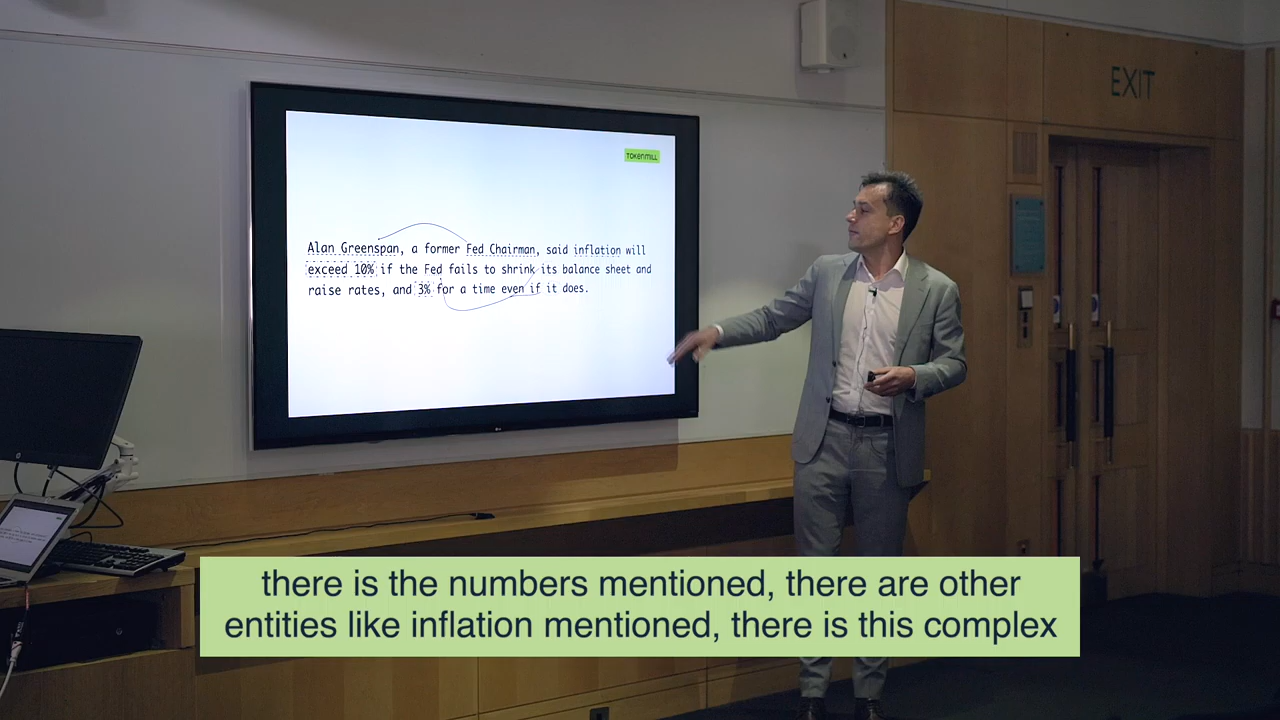 TOKENMILL
Alan Greenspan, a former Fed Chairman, said inflation will
exceed 10% if the Fed fails to shrink its balance sheet and
raise rates, and 3% for a time even if it does.
EXIT
there is the numbers mentioned, there are other
entities like inflation mentioned, there is this complex